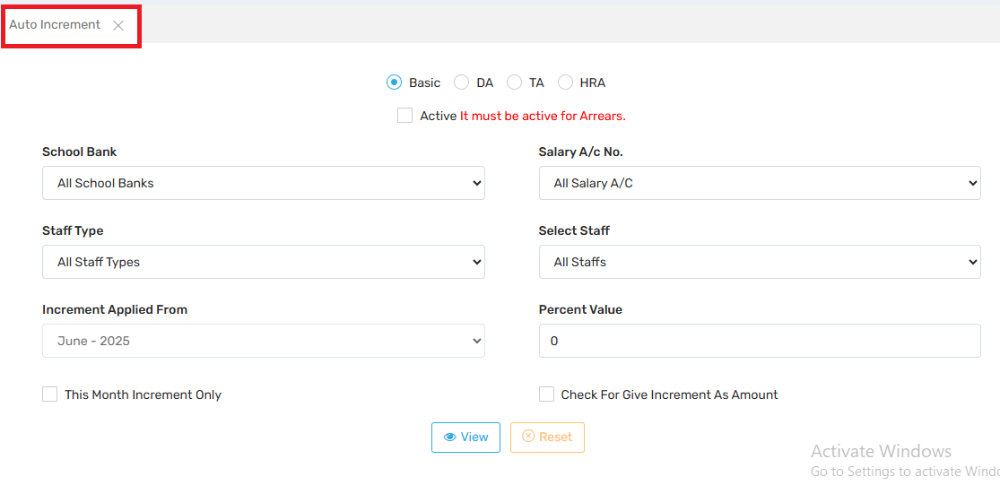 Auto Increment
Basic DA TA HRA
Active It must be active for Arrears.
School Bank Salary A/c No.
All School Banks All Salary A/C
Staff Type Select Staff
All Staff Types All Staffs
Increment Applied From Percent Value
June - 2025 0
This Month Increment Only Check For Give Increment As Amount
View Reset
Activate Windows
Go to Settings to activate Windo